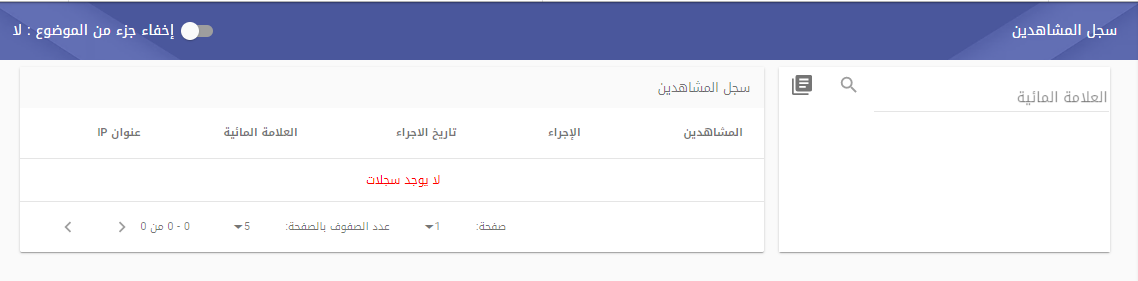 سجل المشاهدين
إخفاء جزء من الموضوع : لا
العلامة المائية
سجل المشاهدين
المشاهدين الإجراء تاريخ الاجراء العلامة المائية عنوان IP
لا يوجد سجلات
صفحة: 1 عدد الصفوف بالصفحة: 5 0 - 0 من 0